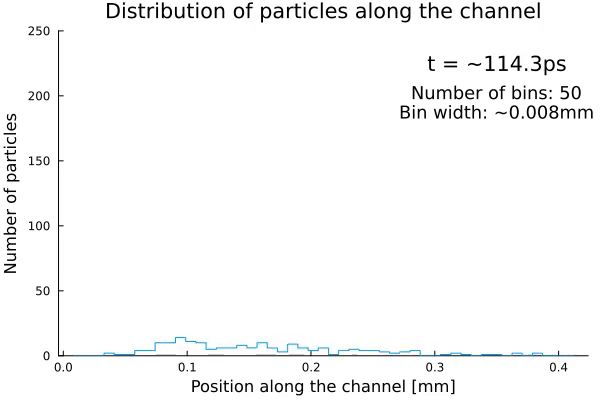 Distribution of particles along the channel
t = ~114.3ps
Number of bins: 50
Bin width: ~0.008mm
Number of particles
250
200
150
100
50
0
0.0
0.1
0.2
0.3
0.4
Position along the channel [mm]